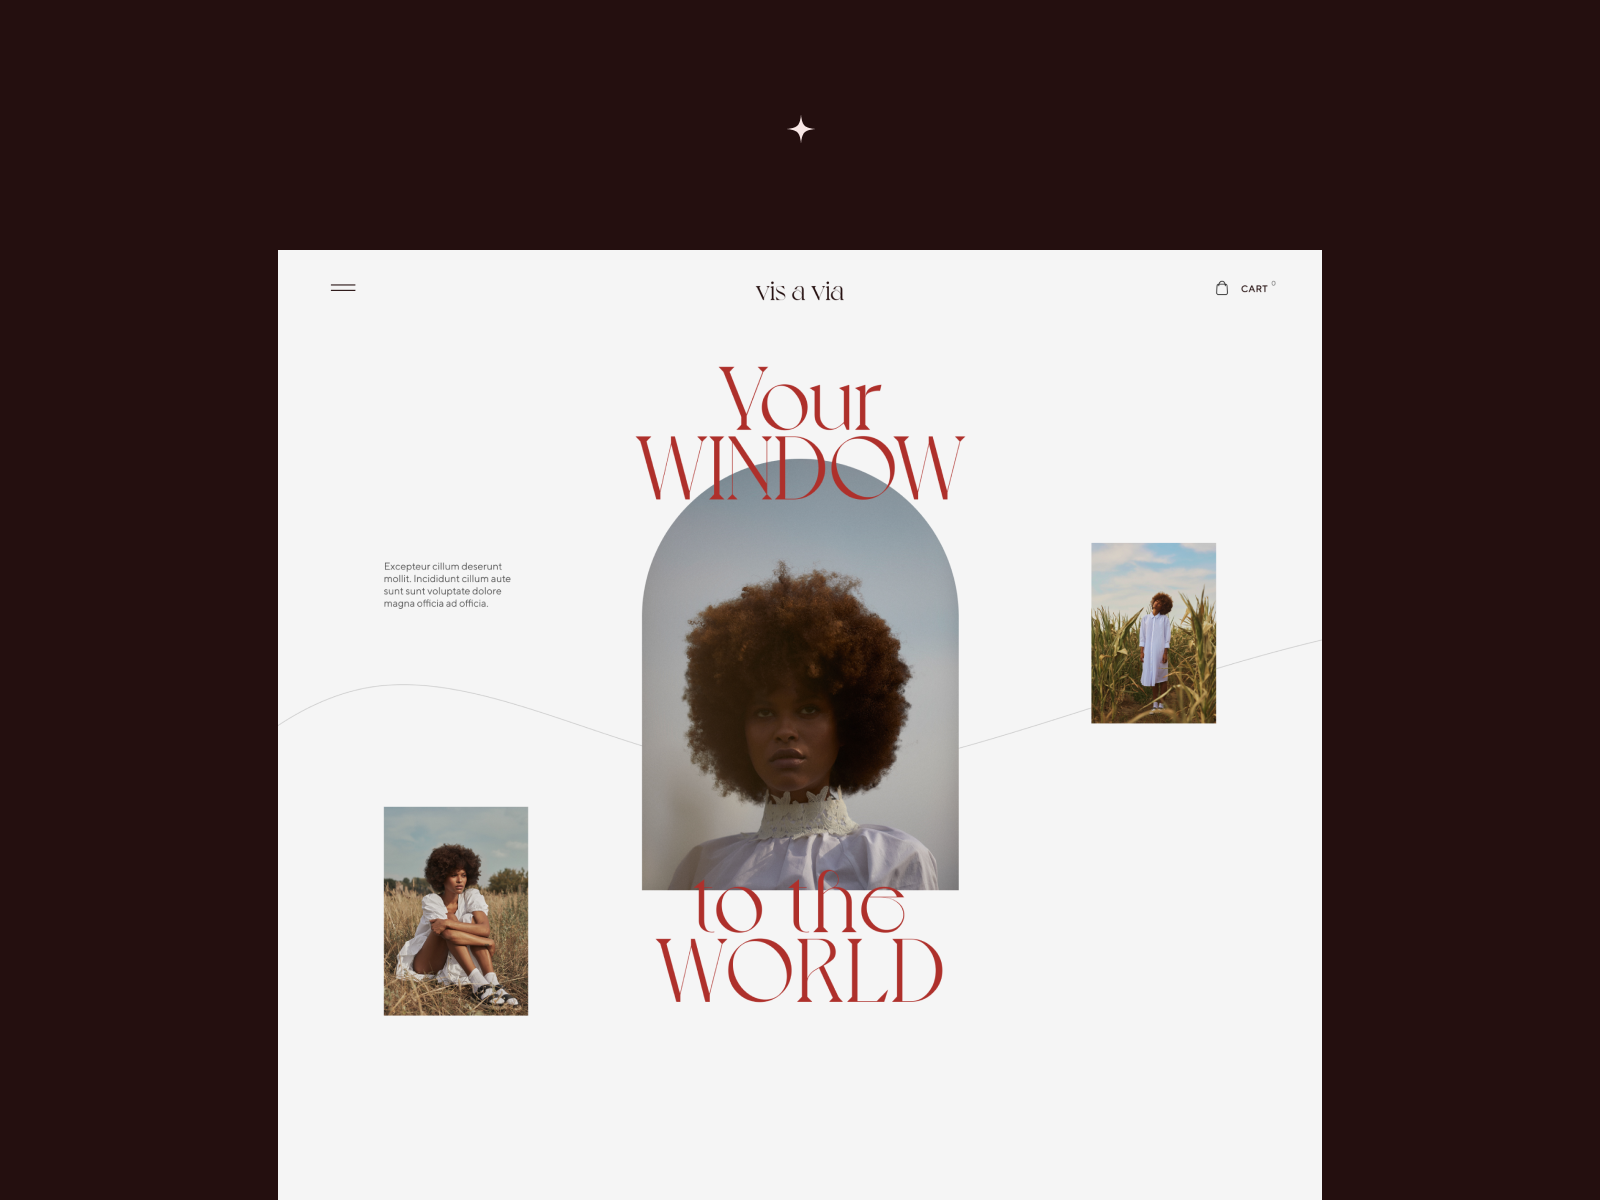 vis a via
CART 0
Your
WINDOW
Excepteur cillum deserunt
mollit. Incididunt cillum aute
sunt sunt voluptate dolore
magna officia ad officia.
to the
WORLD